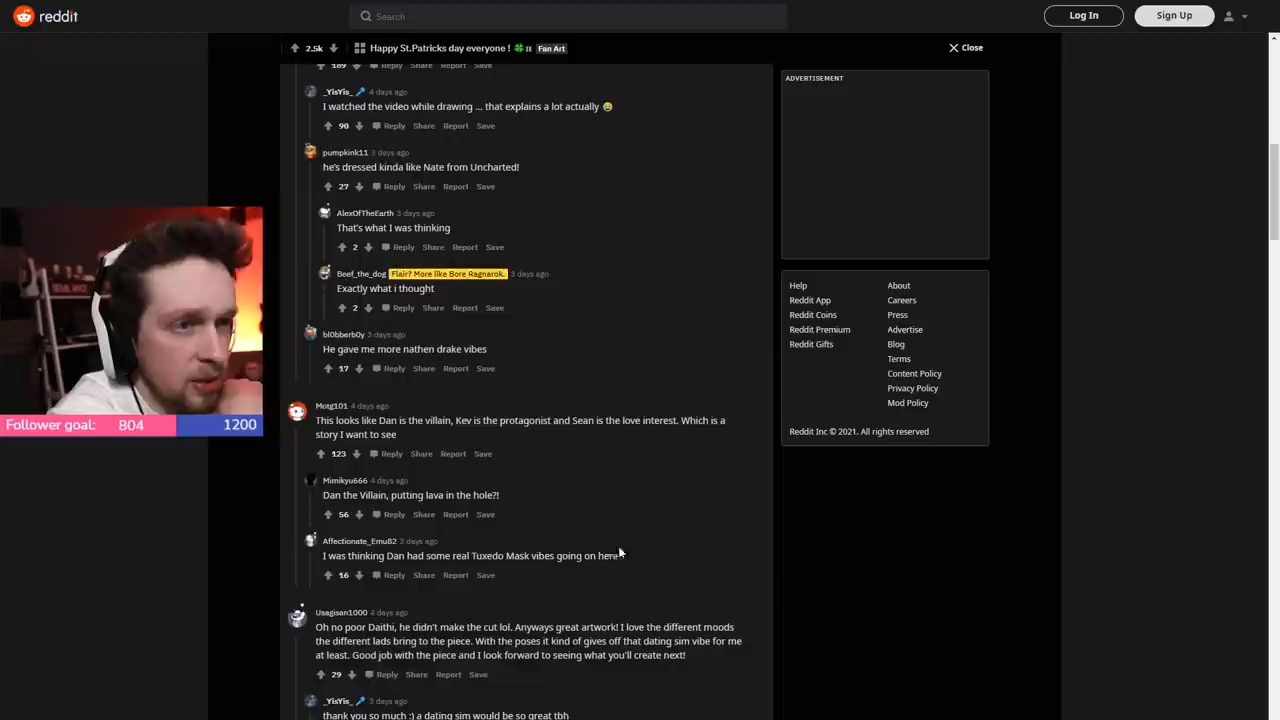 reddit
Search
Log In
Sign Up
2.5k
Happy St.Patricks day everyone ! 🍀
Fan Art
Close
189 Reply Share Report Save
_YisYis_ 4 days ago
I watched the video while drawing ... that explains a lot actually 😅
90 Reply Share Report Save
pumpkink11 3 days ago
he's dressed kinda like Nate from Uncharted!
27 Reply Share Report Save
AlexOfTheEarth 3 days ago
That's what I was thinking
2 Reply Share Report Save
Beef_the_dog Flair? More like Bore Ragnarok. 3 days ago
Exactly what i thought
2 Reply Share Report Save
bl0bberb0y 3 days ago
He gave me more nathen drake vibes
17 Reply Share Report Save
Motg101 4 days ago
This looks like Dan is the villain, Kev is the protagonist and Sean is the love interest. Which is a
story I want to see
123 Reply Share Report Save
Mimikyu666 4 days ago
Dan the Villain, putting lava in the hole?!
56 Reply Share Report Save
Affectionate_Emu82 3 days ago
I was thinking Dan had some real Tuxedo Mask vibes going on
16 Reply Share Report Save
Usagisan1000 4 days ago
Oh no poor Daithi, he didn't make the cut lol. Anyways great artwork! I love the different moods
the different lads bring to the piece. With the poses it kind of gives off that dating sim vibe for me
at least. Good job with the piece and I look forward to seeing what you'll create next!
29 Reply Share Report Save
_YisYis_ 3 days ago
thank you so much :) a dating sim would be so great tbh
ADVERTISEMENT
Help About
Reddit App Careers
Reddit Coins Press
Reddit Premium Advertise
Reddit Gifts Blog
Terms
Content Policy
Privacy Policy
Mod Policy
Reddit Inc © 2021. All rights reserved
Follower goal: 804 1200